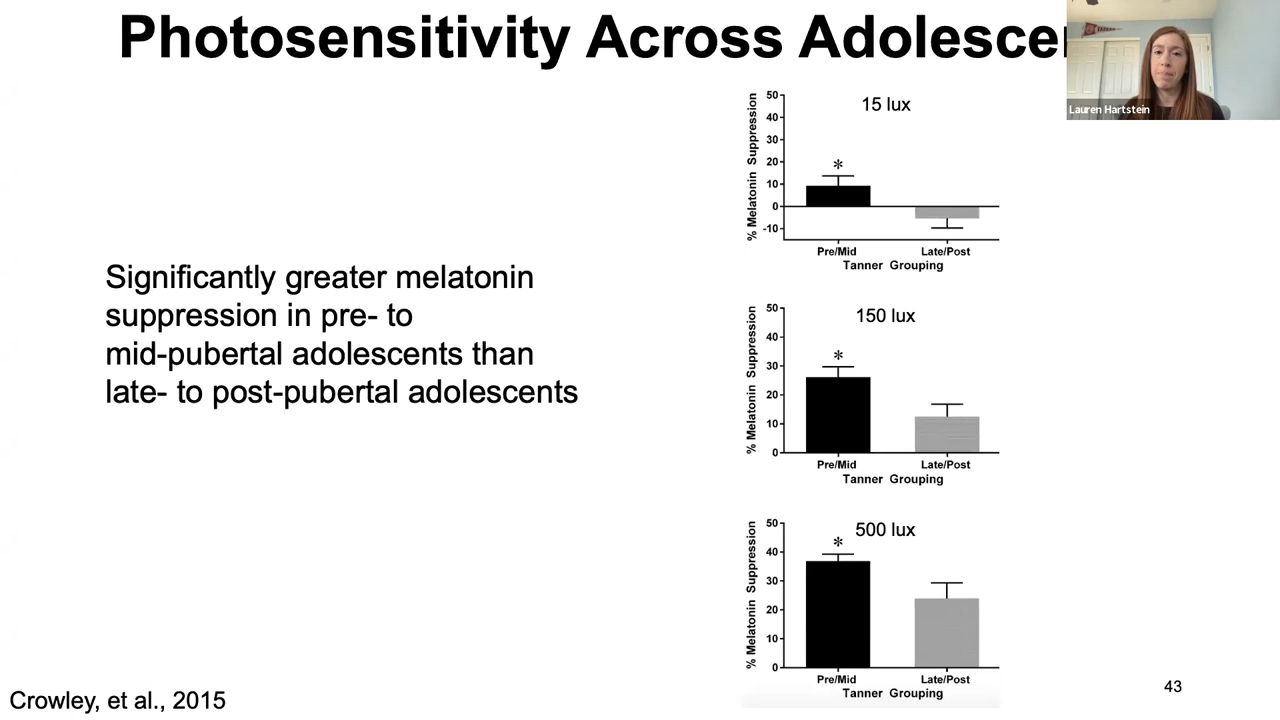 Photosensitivity Across Adolescen
Lauren Hartstein
Significantly greater melatonin
suppression in pre- to
mid-pubertal adolescents than
late- to post-pubertal adolescents
15 lux
% Melatonin Suppression
50
40
30
20
10
0
-10
*
Pre/Mid
Late/Post
Tanner Grouping
150 lux
% Melatonin Suppression
50
40
30
20
10
0
*
Pre/Mid
Late/Post
Tanner Grouping
500 lux
% Melatonin Suppression
50
40
30
20
10
0
*
Pre/Mid
Late/Post
Tanner Grouping
Crowley, et al., 2015
43